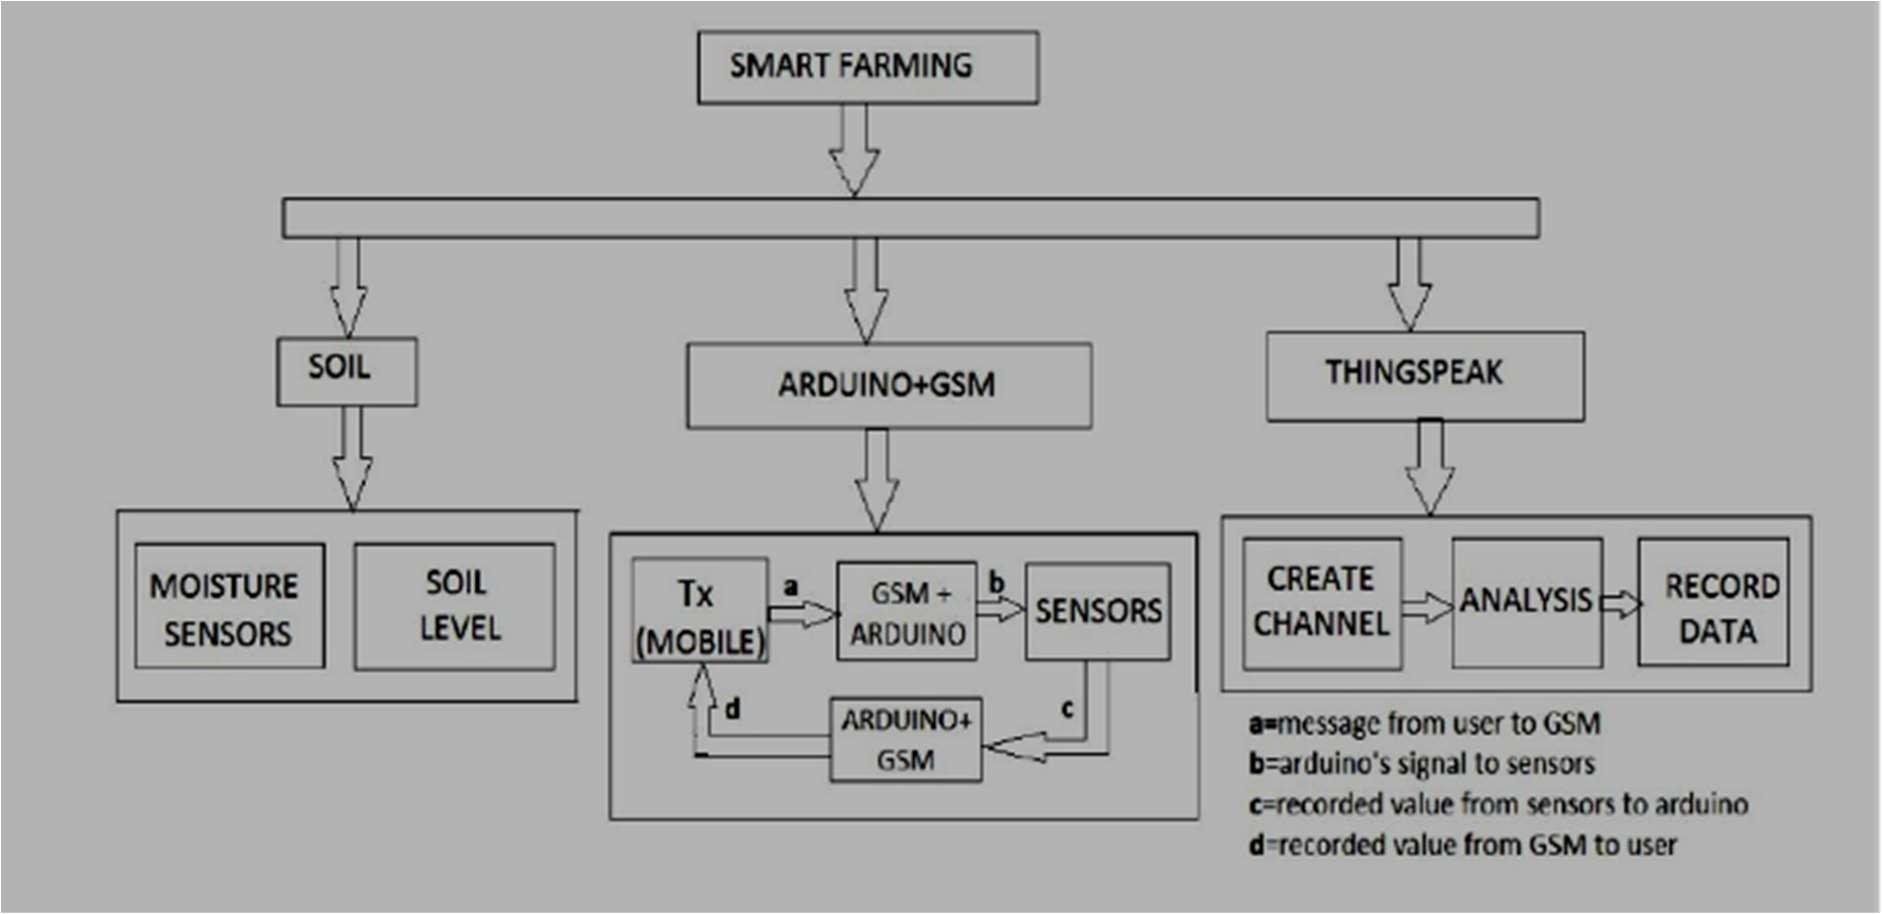 SMART FARMING
SOIL
ARDUINO+GSM
THINGSPEAK
MOISTURE
SENSORS
SOIL
LEVEL
Tx
(MOBILE)
a
GSM +
ARDUINO
b
SENSORS
c
ARDUINO+
GSM
d
CREATE
CHANNEL
ANALYSIS
RECORD
DATA
a=message from user to GSM
b=arduino's signal to sensors
c=recorded value from sensors to arduino
d=recorded value from GSM to user